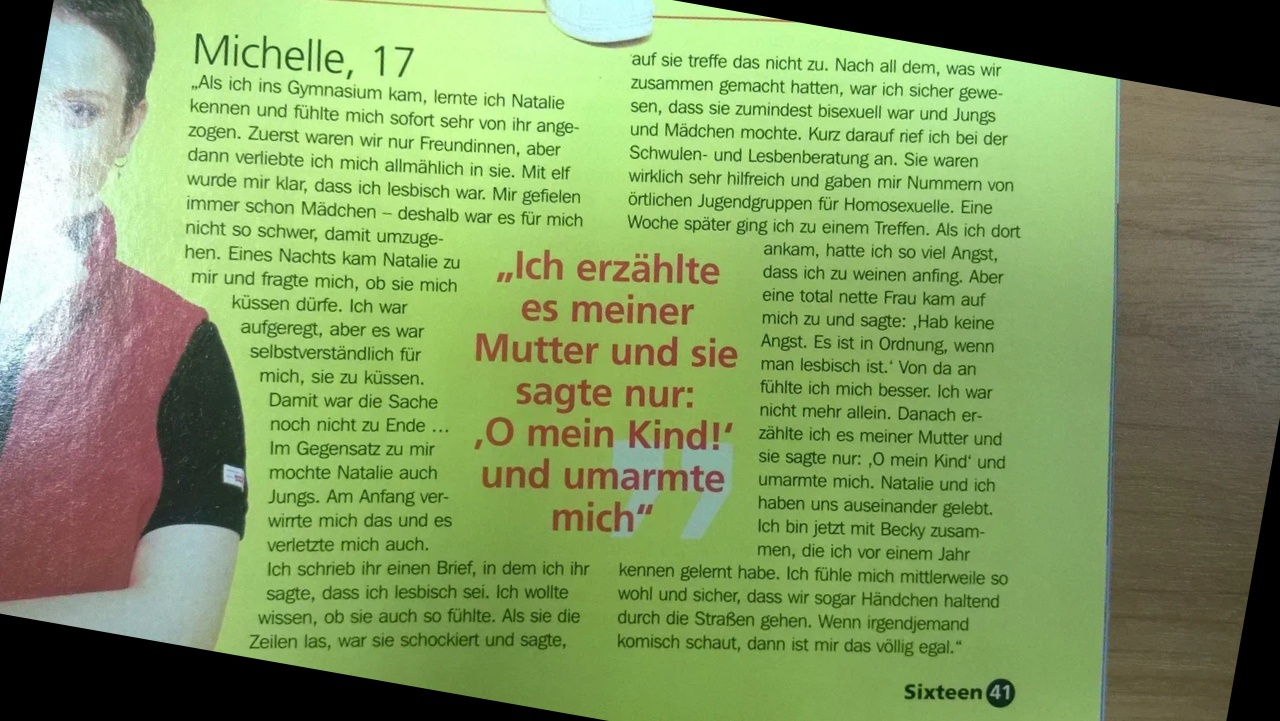 Michelle, 17
„Als ich ins Gymnasium kam, lernte ich Natalie
kennen und fühlte mich sofort sehr von ihr ange-
zogen. Zuerst waren wir nur Freundinnen, aber
dann verliebte ich mich allmählich in sie. Mit elf
wurde mir klar, dass ich lesbisch war. Mir gefielen
immer schon Mädchen – deshalb war es für mich
nicht so schwer, damit umzuge-
hen. Eines Nachts kam Natalie zu
mir und fragte mich, ob sie mich
küssen dürfe. Ich war
aufgeregt, aber es war
selbstverständlich für
mich, sie zu küssen.
Damit war die Sache
noch nicht zu Ende ...
Im Gegensatz zu mir
mochte Natalie auch
Jungs. Am Anfang ver-
wirrte mich das und es
verletzte mich auch.
Ich schrieb ihr einen Brief, in dem ich ihr
sagte, dass ich lesbisch sei. Ich wollte
wissen, ob sie auch so fühlte. Als sie die
Zeilen las, war sie schockiert und sagte,
„Ich erzählte
es meiner
Mutter und sie
sagte nur:
‚O mein Kind!‘
und umarmte
mich“
auf sie treffe das nicht zu. Nach all dem, was wir
zusammen gemacht hatten, war ich sicher gewe-
sen, dass sie zumindest bisexuell war und Jungs
und Mädchen mochte. Kurz darauf rief ich bei der
Schwulen- und Lesbenberatung an. Sie waren
wirklich sehr hilfreich und gaben mir Nummern von
örtlichen Jugendgruppen für Homosexuelle. Eine
Woche später ging ich zu einem Treffen. Als ich dort
ankam, hatte ich so viel Angst,
dass ich zu weinen anfing. Aber
eine total nette Frau kam auf
mich zu und sagte: ‚Hab keine
Angst. Es ist in Ordnung, wenn
man lesbisch ist.‘ Von da an
fühlte ich mich besser. Ich war
nicht mehr allein. Danach er-
zählte ich es meiner Mutter und
sie sagte nur: ‚O mein Kind‘ und
umarmte mich. Natalie und ich
haben uns auseinander gelebt.
Ich bin jetzt mit Becky zusam-
men, die ich vor einem Jahr
kennen gelernt habe. Ich fühle mich mittlerweile so
wohl und sicher, dass wir sogar Händchen haltend
durch die Straßen gehen. Wenn irgendjemand
komisch schaut, dann ist mir das völlig egal.“
Sixteen 41